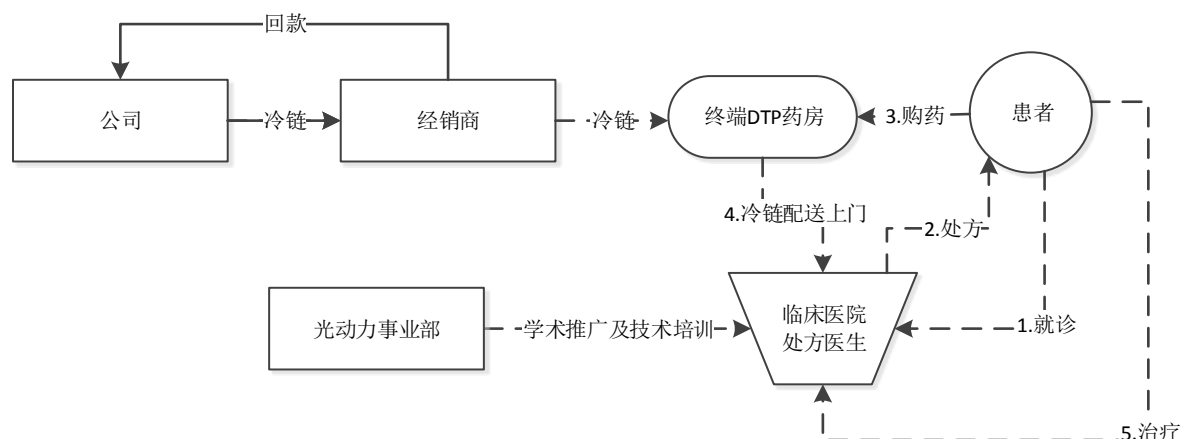 回款
公司
冷链
经销商
冷链
终端DTP药房
3.购药
患者
4.冷链配送上门
2.处方
光动力事业部
学术推广及技术培训
临床医院
处方医生
1.就诊
5.治疗